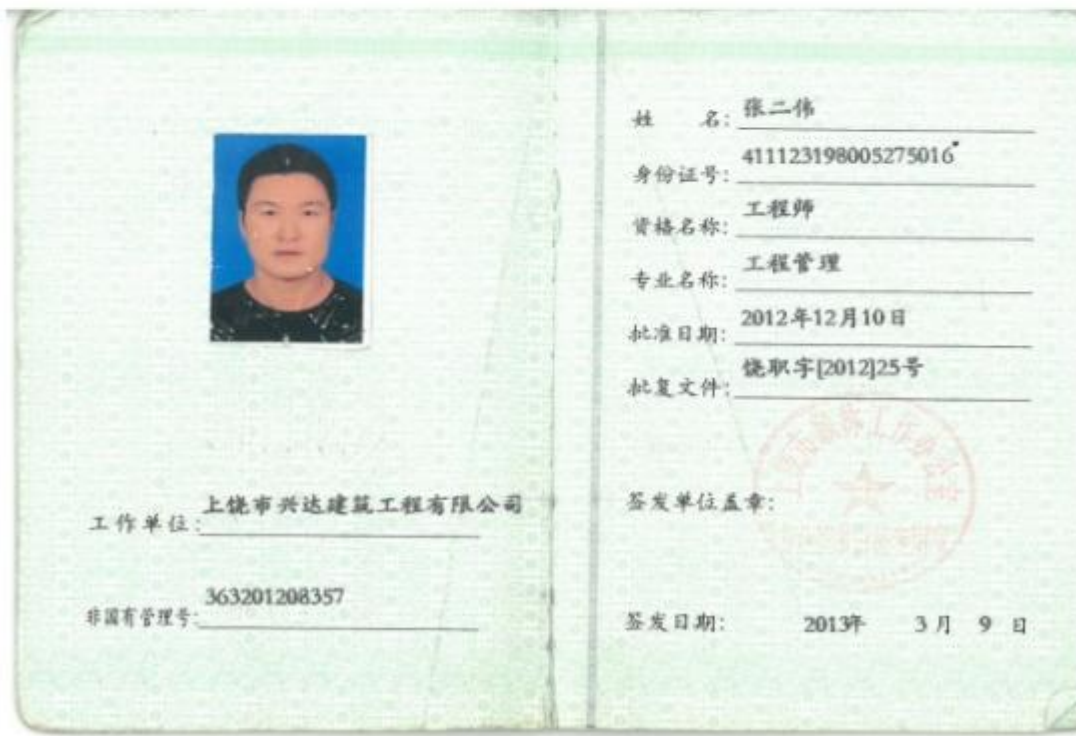 工作单位:上饶市兴达建筑工程有限公司
非国有管理号:363201208357
姓 名:张二伟
身份证号:411123198005275016
资格名称:工程师
专业名称:工程管理
批准日期:2012年12月10日
批复文件:饶职字[2012]25号
签发单位盖章:
签发日期: 2013年 3月 9 日